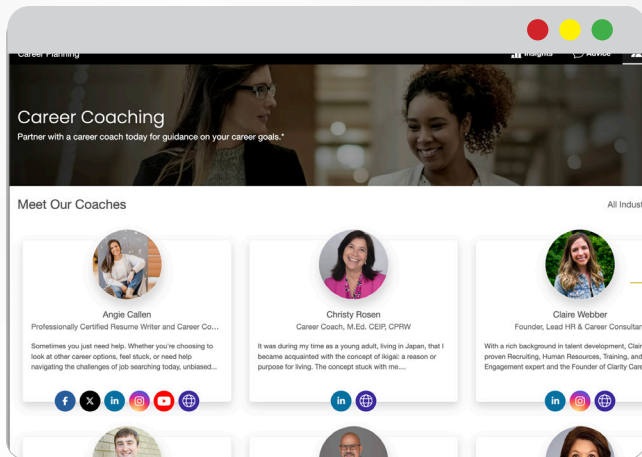 Career Planning
Insights
Advice
Career Coaching
Partner with a career coach today for guidance on your career goals.*
Meet Our Coaches
All Indust
Angie Callen
Professionally Certified Resume Writer and Career Co...
Sometimes you just need help. Whether you're choosing to
look at other career options, feel stuck, or need help
navigating the challenges of job searching today, unbiased...
Christy Rosen
Career Coach, M.Ed. CEIP, CPRW
It was during my time as a young adult, living in Japan, that I
became acquainted with the concept of ikigai: a reason or
purpose for living. The concept stuck with me....
Claire Webber
Founder, Lead HR & Career Consultan
With a rich background in talent development, Clair
proven Recruiting, Human Resources, Training, and
Engagement expert and the Founder of Clarity Care